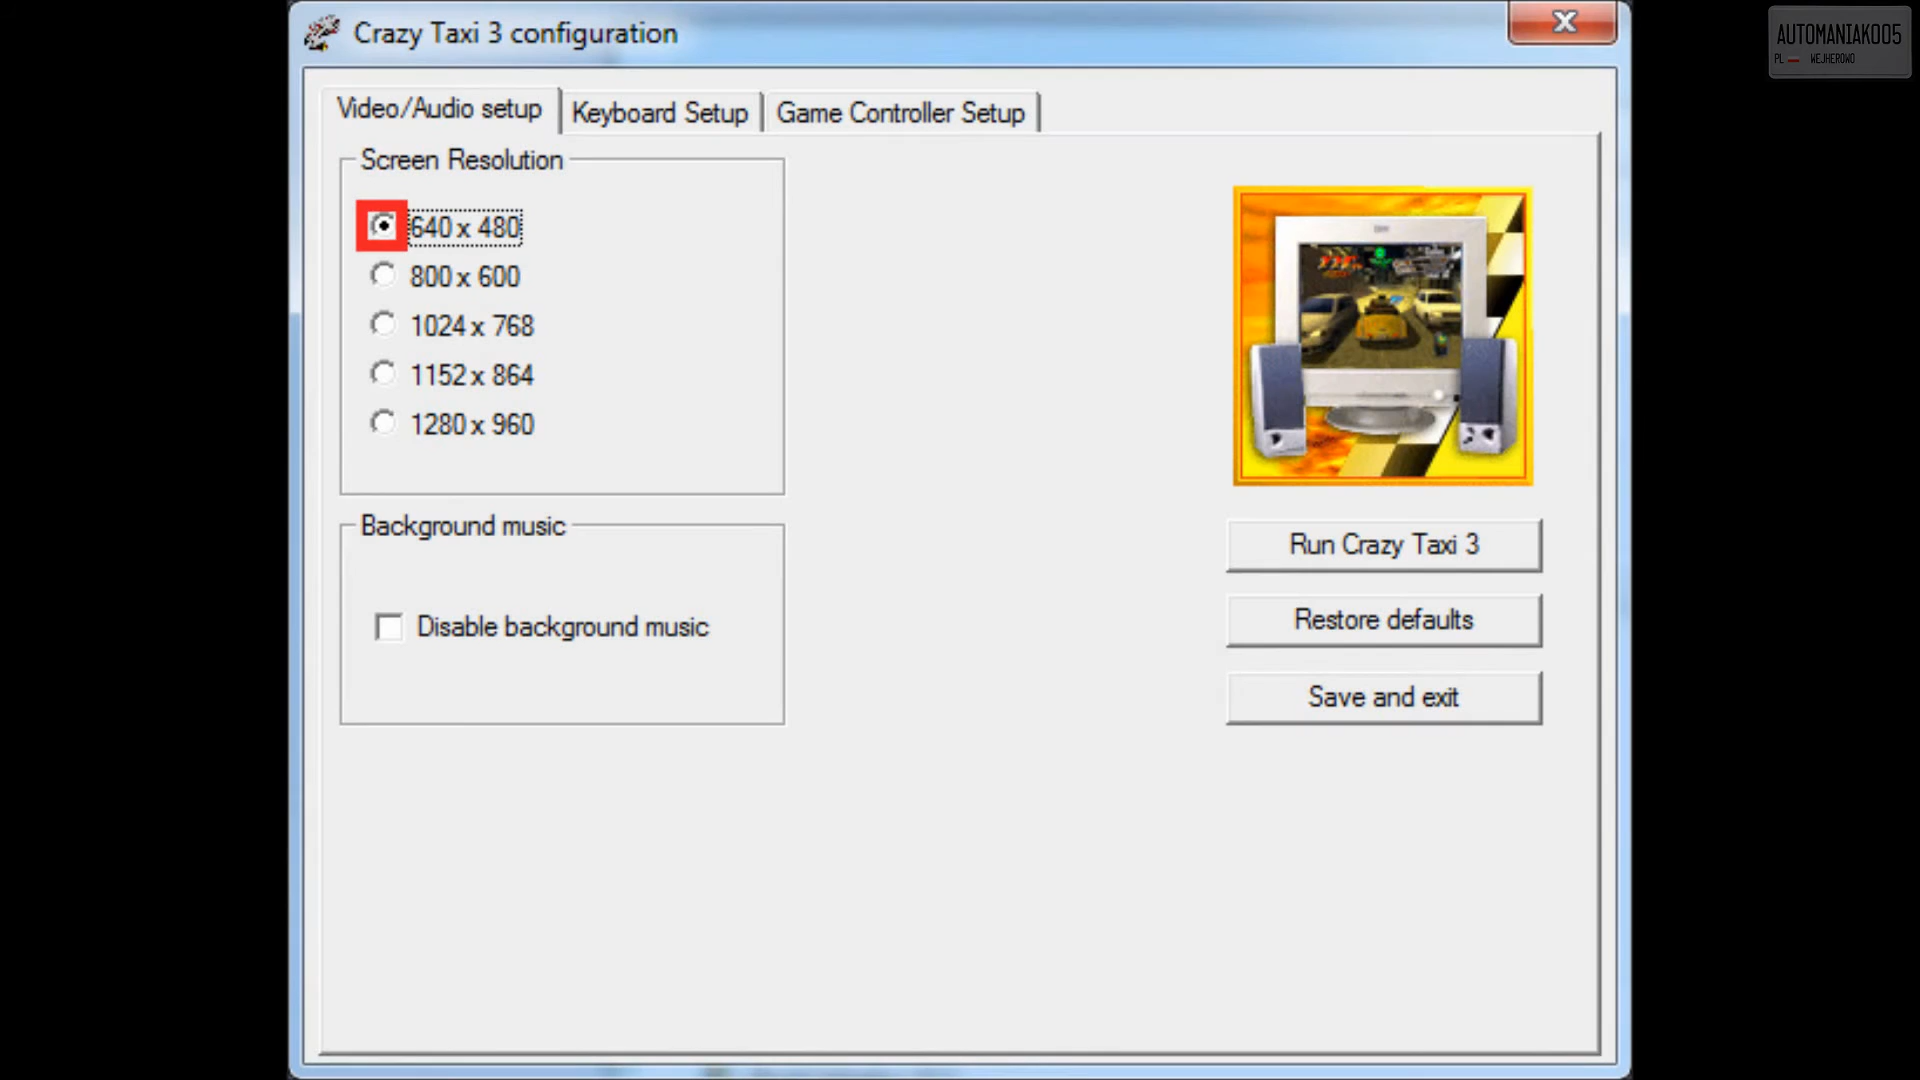 Crazy Taxi 3 configuration
AUTOMANIAK005
PL WEJHEROWO
Video/Audio setup
Keyboard Setup
Game Controller Setup
Screen Resolution
640 x 480
800 x 600
1024 x 768
1152 x 864
1280 x 960
Background music
Disable background music
Run Crazy Taxi 3
Restore defaults
Save and exit